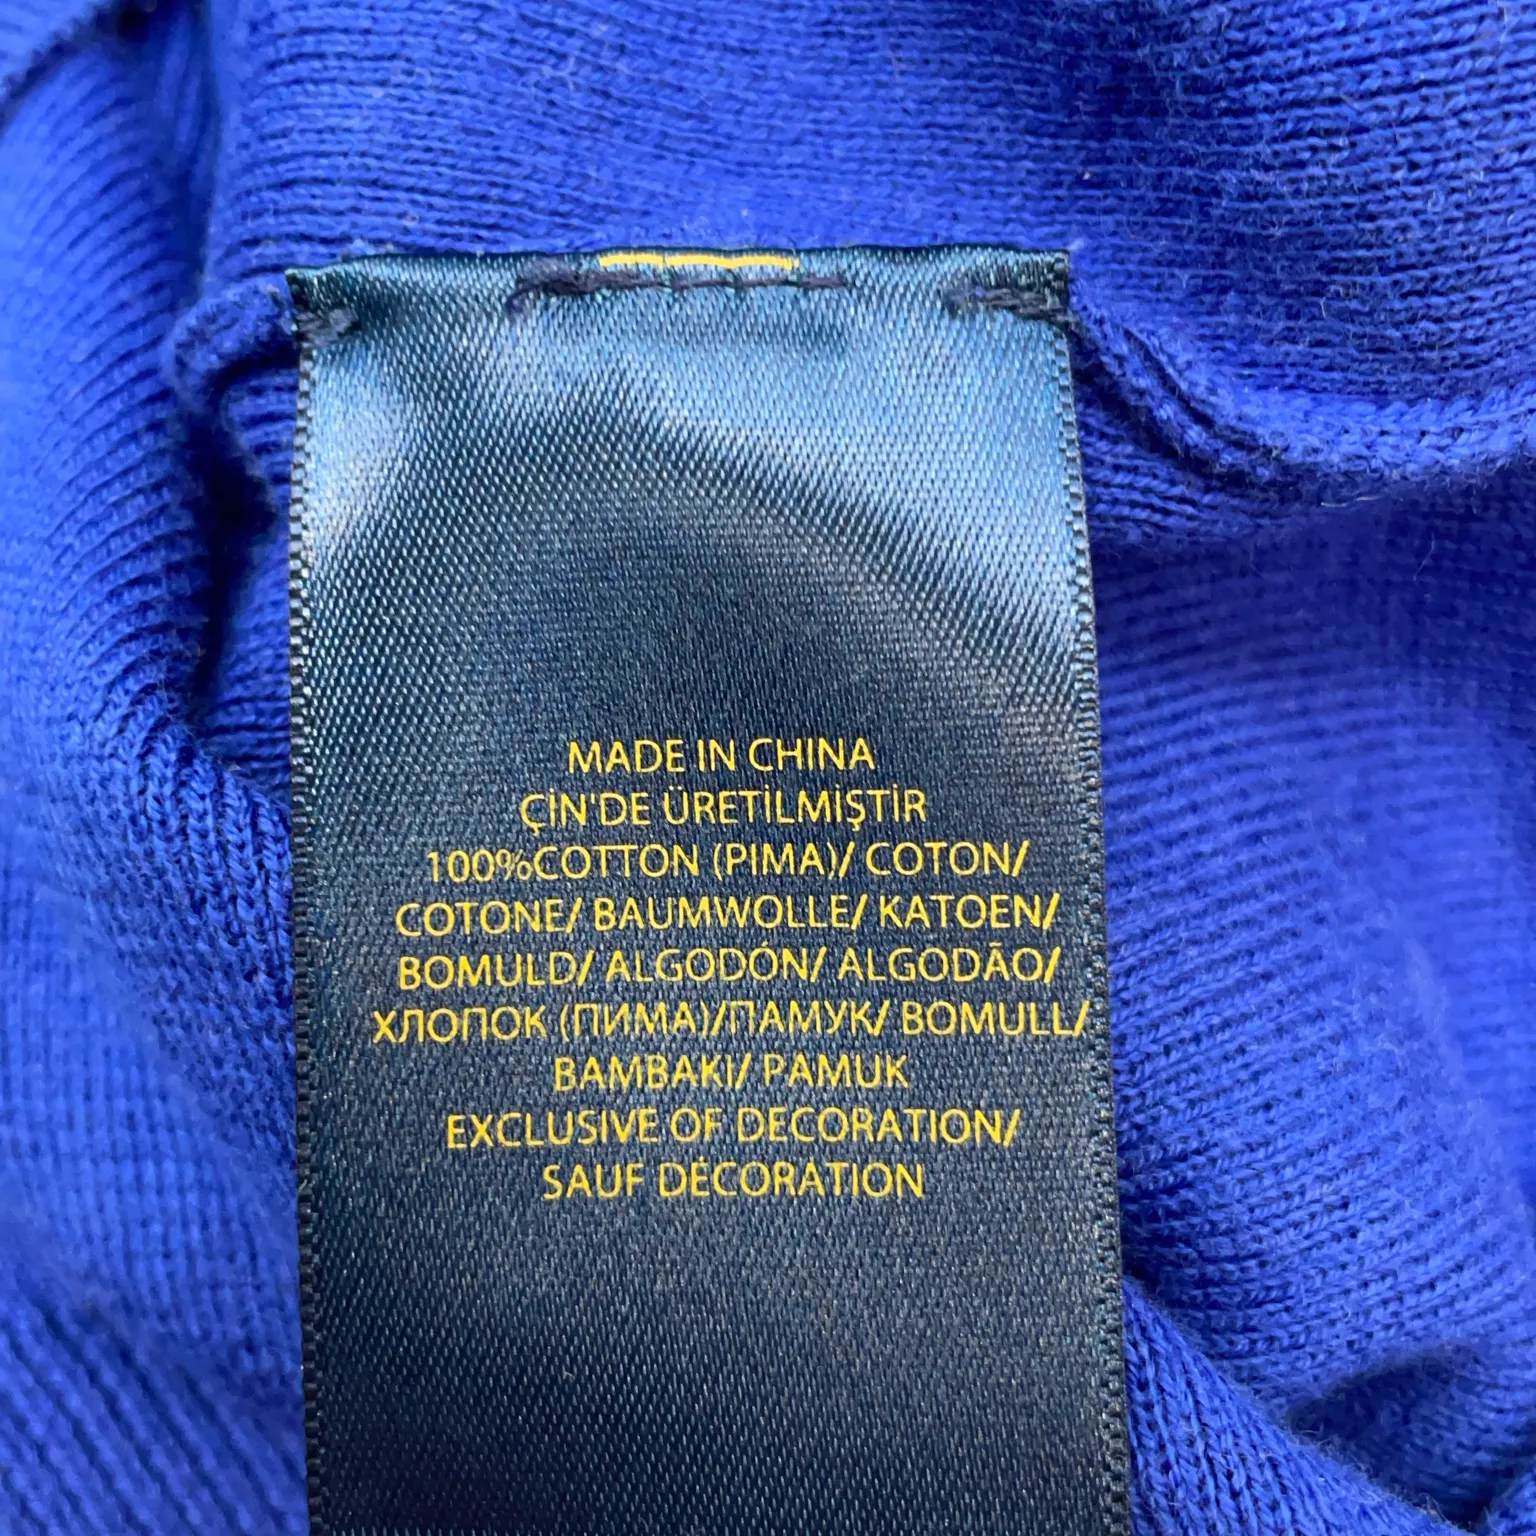 MADE IN CHINA
ÇİN'DE ÜRETİLMİŞTİR
100%COTTON (PIMA)/ COTON/
COTONE/ BAUMWOLLE/ KATOEN/
BOMULD/ ALGODÓN/ ALGODÃO/
ХЛОПОК (ПИМА)/ПАМУК/ BOMULL/
BAMBAKI/ PAMUK
EXCLUSIVE OF DECORATION/
SAUF DÉCORATION